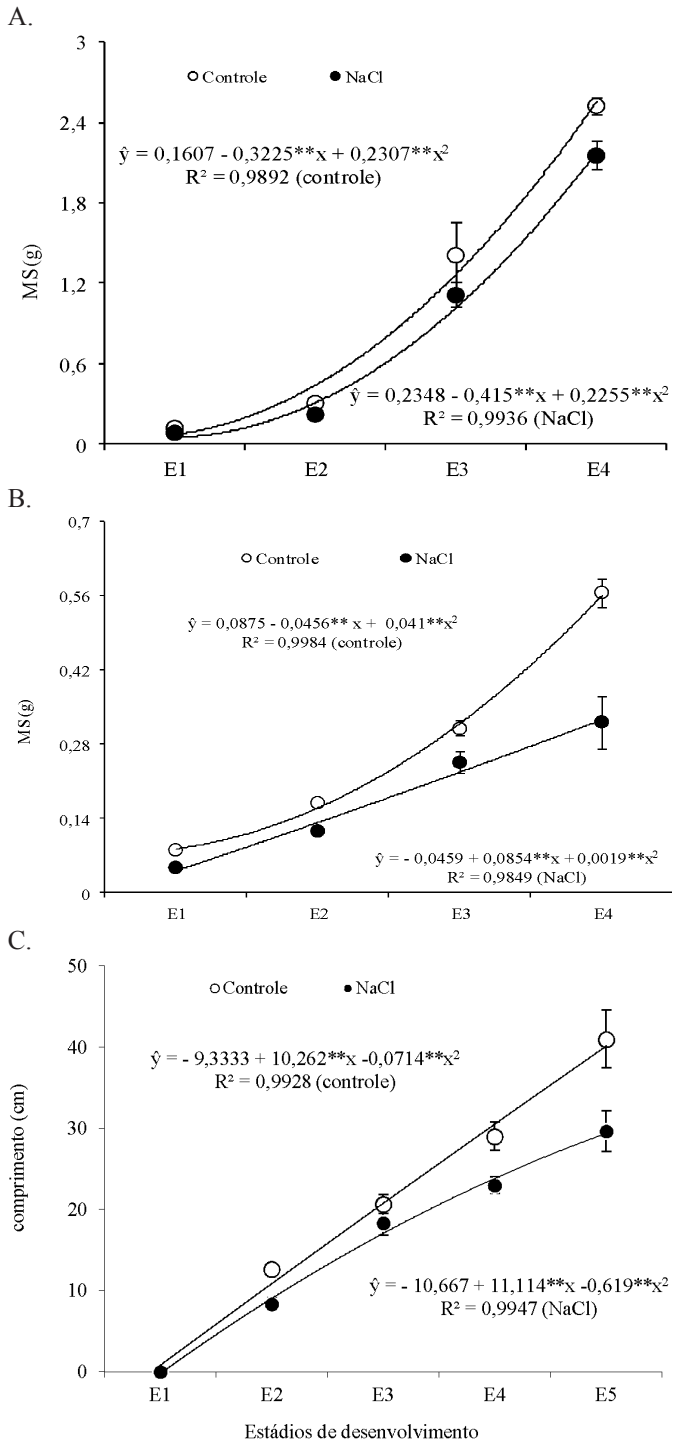 A.
3
Controle NaCl
2,4
ŷ = 0,1607 - 0,3225**x + 0,2307**x²
R² = 0,9892 (controle)
1,8
MS(g)
1,2
0,6
ŷ = 0,2348 - 0,415**x + 0,2255**x²
R² = 0,9936 (NaCl)
0
E1 E2 E3 E4
B.
0,7
Controle NaCl
0,56
ŷ = 0,0875 - 0,0456** x + 0,041**x²
R² = 0,9984 (controle)
0,42
MS(g)
0,28
0,14
ŷ = - 0,0459 + 0,0854**x + 0,0019**x²
R² = 0,9849 (NaCl)
0
E1 E2 E3 E4
C.
50
Controle NaCl
40
ŷ = - 9,3333 + 10,262**x -0,0714**x²
R² = 0,9928 (controle)
30
comprimento (cm)
20
10
ŷ = - 10,667 + 11,114**x -0,619**x²
R² = 0,9947 (NaCl)
0
E1 E2 E3 E4 E5
Estádios de desenvolvimento